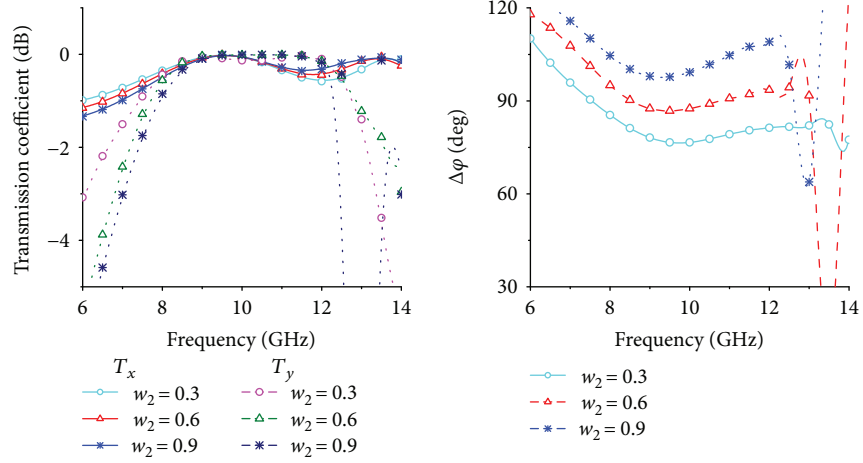 Transmission coefficient (dB)
0
−2
−4
6
8
10
12
14
Frequency (GHz)
T_x
T_y
w_2 = 0.3
w_2 = 0.3
w_2 = 0.6
w_2 = 0.6
w_2 = 0.9
w_2 = 0.9
Δφ (deg)
120
90
60
30
6
8
10
12
14
Frequency (GHz)
w_2 = 0.3
w_2 = 0.6
w_2 = 0.9